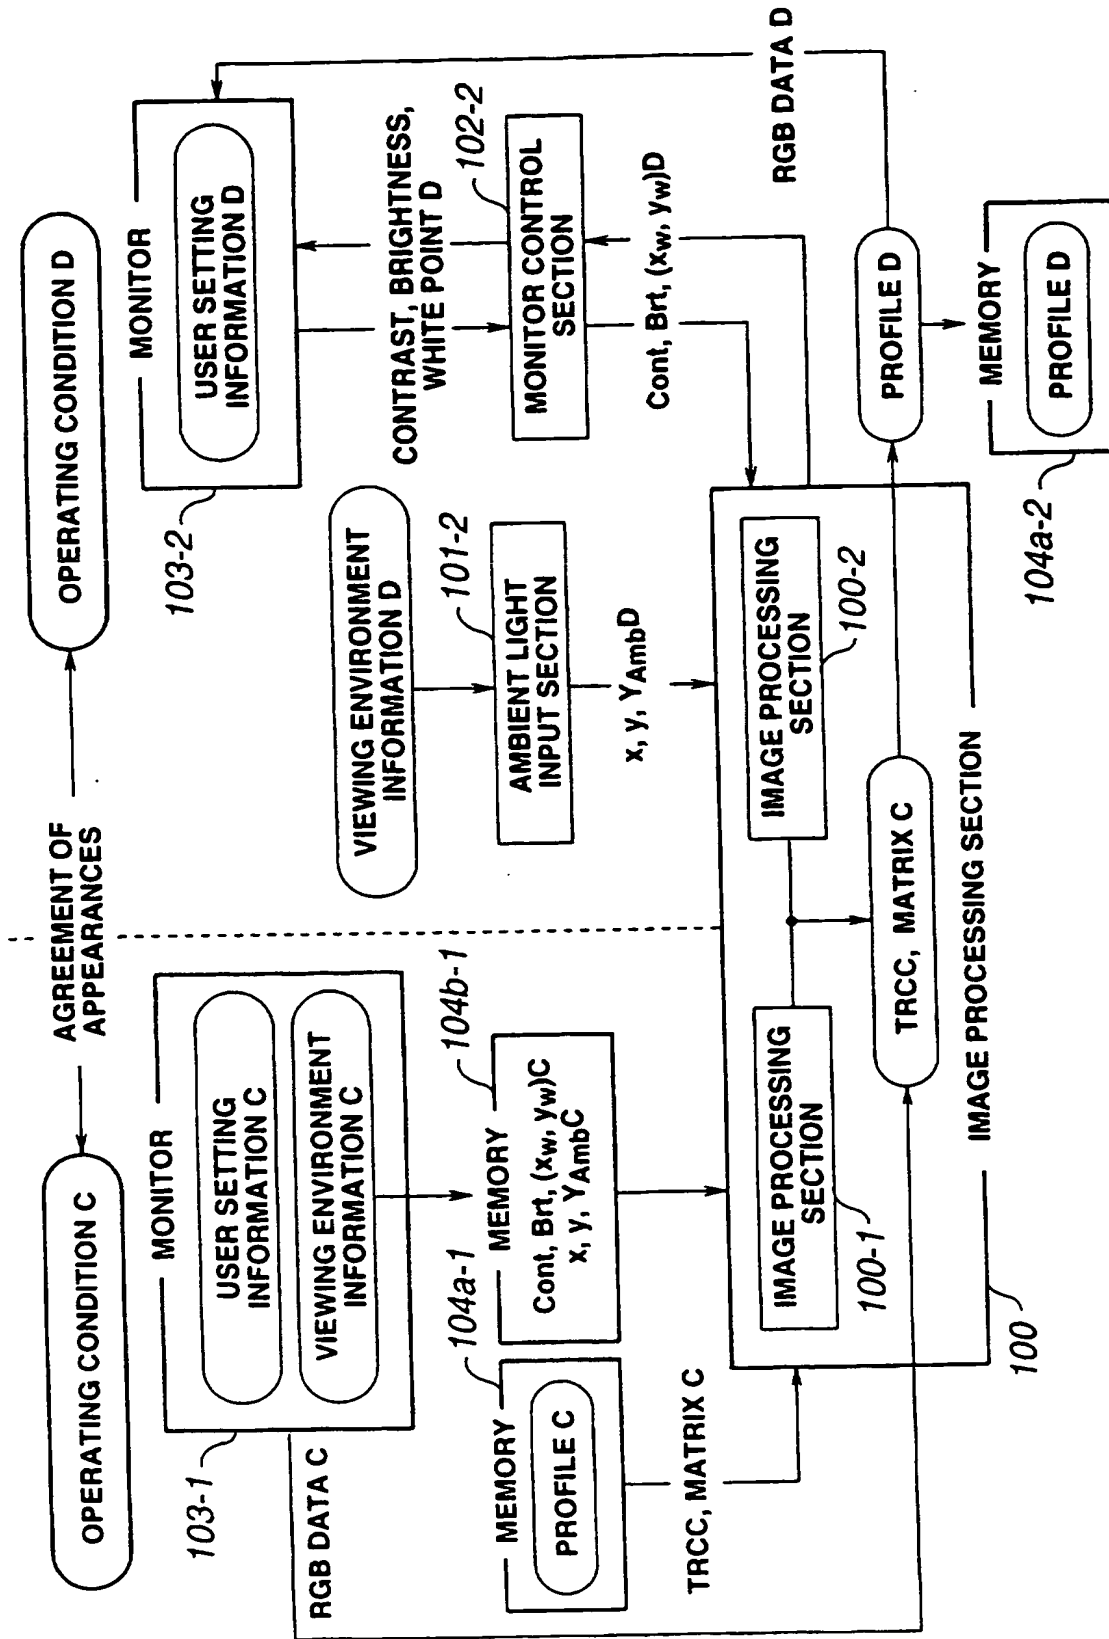 OPERATING CONDITION C
AGREEMENT OF
APPEARANCES
OPERATING CONDITION D
103-1
MONITOR
USER SETTING
INFORMATION C
VIEWING ENVIRONMENT
INFORMATION C
RGB DATA C
MEMORY
104a-1
PROFILE C
TRCC, MATRIX C
MEMORY
104b-1
Cont, Brt, (xw, yw)C
x, y, YAmbC
103-2
MONITOR
USER SETTING
INFORMATION D
VIEWING ENVIRONMENT
INFORMATION D
101-2
AMBIENT LIGHT
INPUT SECTION
x, y, YAmbD
CONTRAST, BRIGHTNESS,
WHITE POINT D
102-2
MONITOR CONTROL
SECTION
Cont, Brt, (xw, yw)D
RGB DATA D
IMAGE PROCESSING
SECTION
100-1
IMAGE PROCESSING
SECTION
100-2
TRCC, MATRIX C
100
IMAGE PROCESSING SECTION
PROFILE D
MEMORY
PROFILE D
104a-2